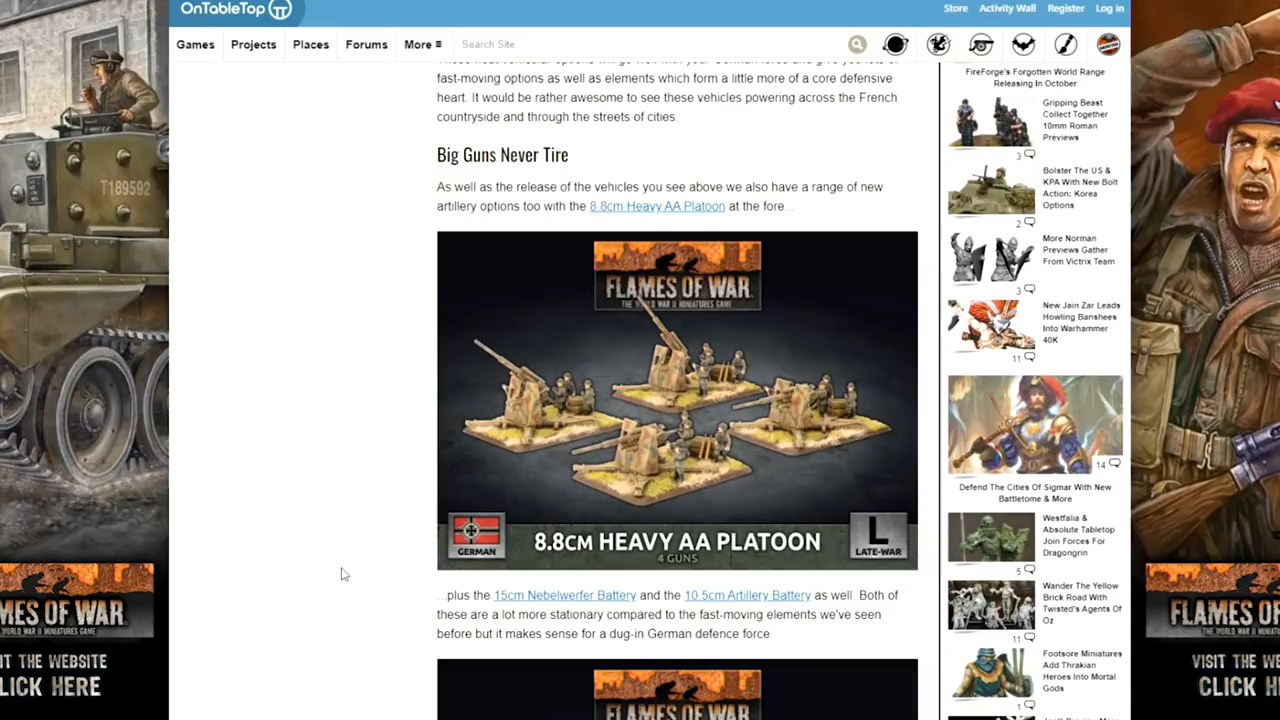 OnTableTop
Store
Activity Wall
Register
Log in
Games
Projects
Places
Forums
More
Search Site
fast-moving options as well as elements which form a little more of a core defensive
heart. It would be rather awesome to see these vehicles powering across the French
countryside and through the streets of cities.
Big Guns Never Tire
As well as the release of the vehicles you see above we also have a range of new
artillery options too with the 8.8cm Heavy AA Platoon at the fore...
FLAMES OF WAR
THE WORLD WAR II MINIATURES GAME
GERMAN
8.8CM HEAVY AA PLATOON
4 GUNS
L
LATE-WAR
...plus the 15cm Nebelwerfer Battery and the 10.5cm Artillery Battery as well. Both of
these are a lot more stationary compared to the fast-moving elements we've seen
before but it makes sense for a dug-in German defence force.
FLAMES OF WAR
FireForge's Forgotten World Range
Releasing In October
Gripping Beast
Collect Together
10mm Roman
Previews
3
Bolster The US &
KPA With New Bolt
Action: Korea
Options
2
More Norman
Previews Gather
From Victrix Team
3
New Jain Zar Leads
Howling Banshees
Into Warhammer
40K
11
14
Defend The Cities Of Sigmar With New
Battletome & More
Westfalia &
Absolute Tabletop
Join Forces For
Dragongrin
5
Wander The Yellow
Brick Road With
Twisted's Agents Of
Oz
11
Footsore Miniatures
Add Thrakian
Heroes Into Mortal
Gods
1
T189592
MES OF WAR
WORLD WAR II MINIATURES GAME
IT THE WEBSITE
LICK HERE
FLAMES OF
THE WORLD WAR II MINIATU
VISIT THE WE
CLICK H